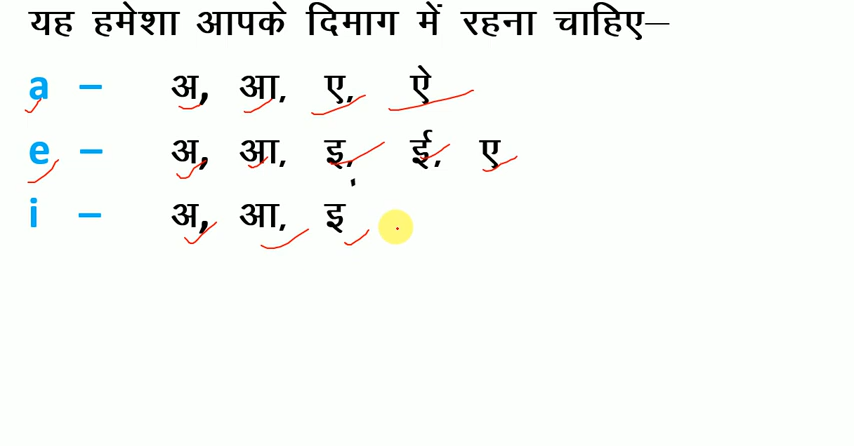 यह हमेशा आपके दिमाग में रहना चाहिए–
a – अ, आ, ए, ऐ
e – अ, आ, इ, ई, ए
i – अ, आ, इ